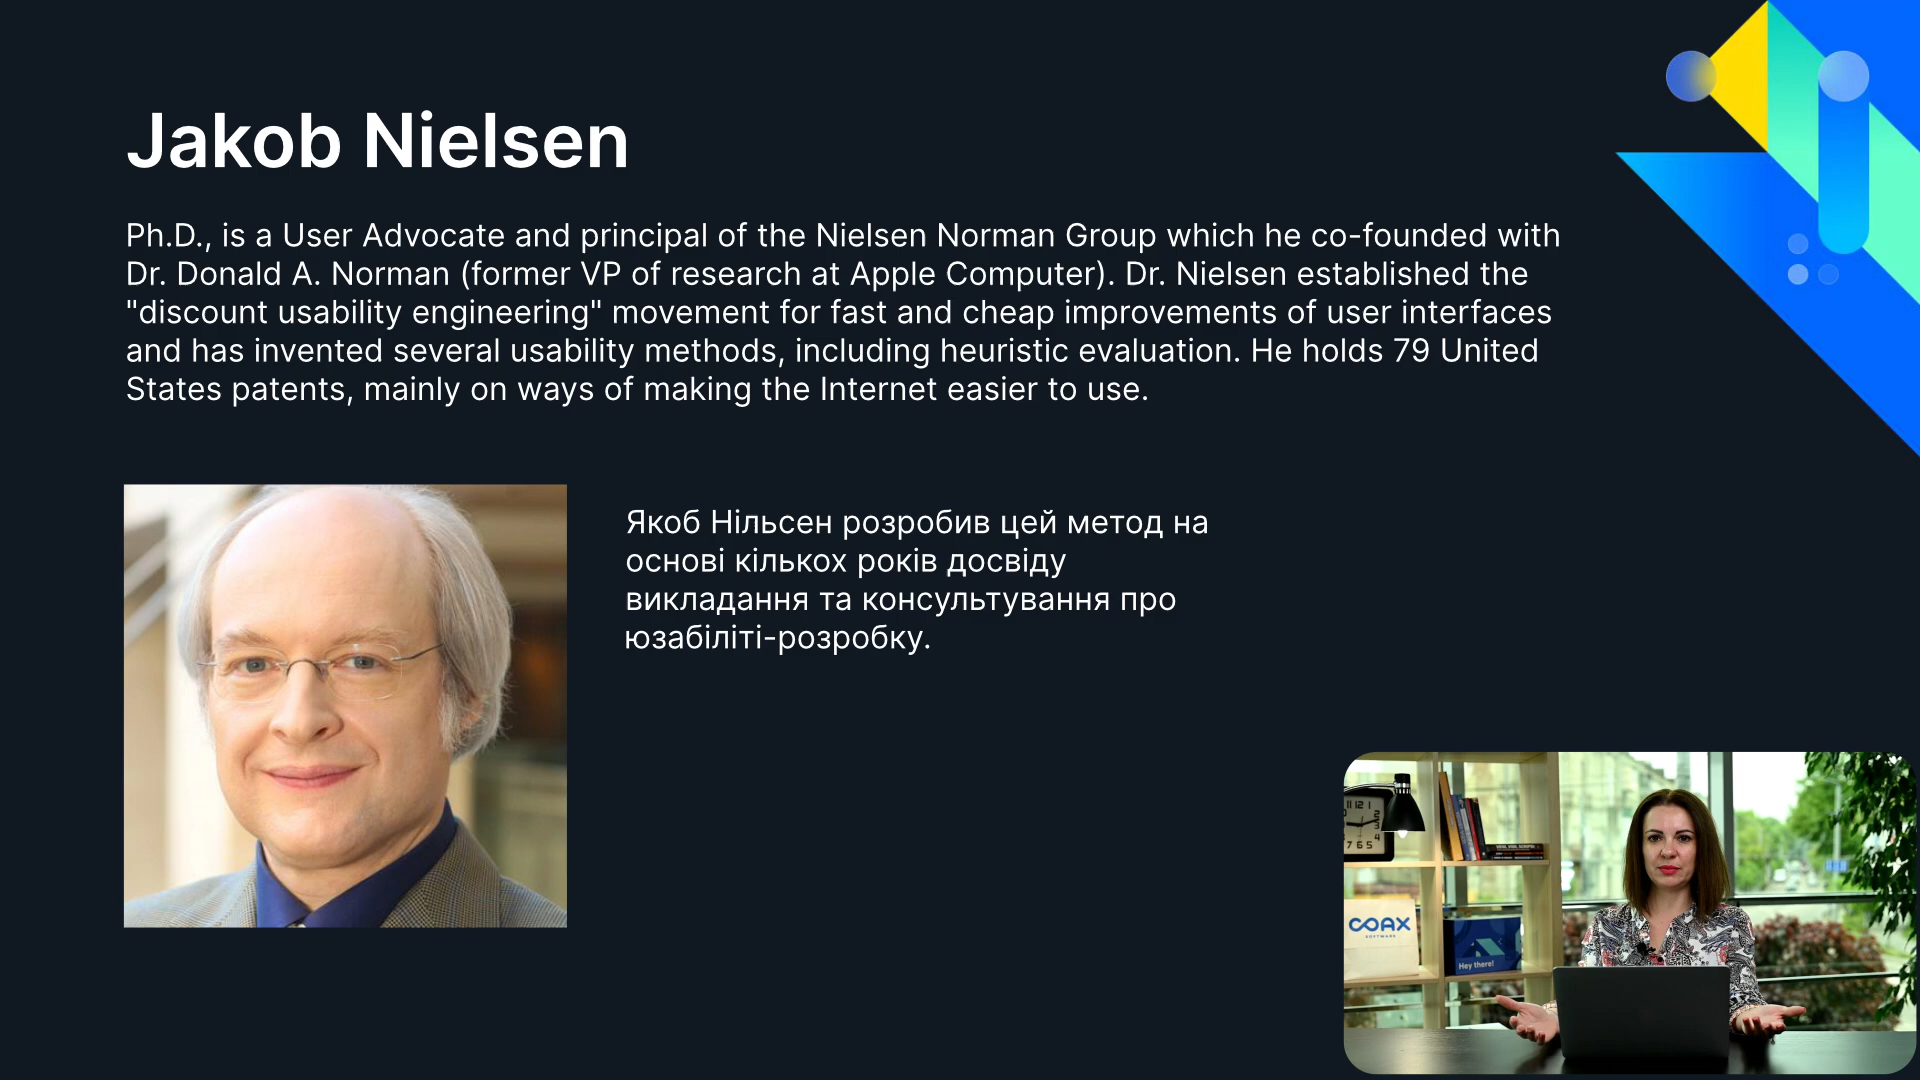 Jakob Nielsen
Ph.D., is a User Advocate and principal of the Nielsen Norman Group which he co-founded with
Dr. Donald A. Norman (former VP of research at Apple Computer). Dr. Nielsen established the
"discount usability engineering" movement for fast and cheap improvements of user interfaces
and has invented several usability methods, including heuristic evaluation. He holds 79 United
States patents, mainly on ways of making the Internet easier to use.
Якоб Нільсен розробив цей метод на
основі кількох років досвіду
викладання та консультування про
юзабіліті-розробку.
COAX
SOFTWARE
Hey there!